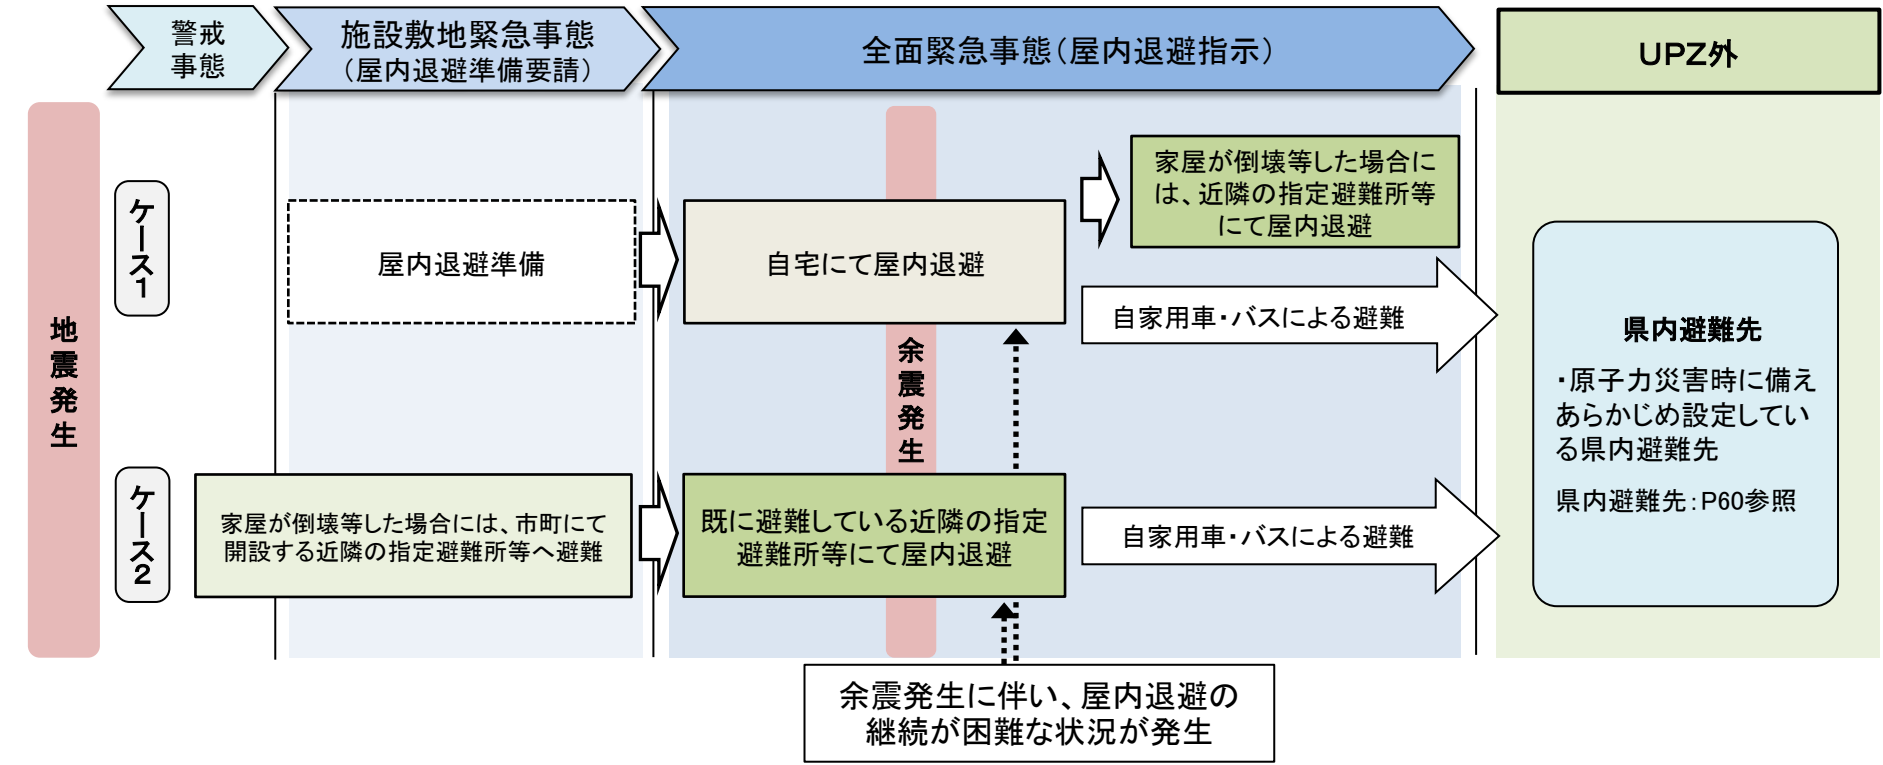 警戒
事態
施設敷地緊急事態
（屋内退避準備要請）
全面緊急事態（屋内退避指示）
UPZ外
地震発生
ケース1
屋内退避準備
自宅にて屋内退避
家屋が倒壊等した場合に
は、近隣の指定避難所等
にて屋内退避
自家用車・バスによる避難
余震発生
ケース2
家屋が倒壊等した場合には、市町にて
開設する近隣の指定避難所等へ避難
既に避難している近隣の指定
避難所等にて屋内退避
自家用車・バスによる避難
県内避難先
・原子力災害時に備え
あらかじめ設定してい
る県内避難先
県内避難先：P60参照
余震発生に伴い、屋内退避の
継続が困難な状況が発生